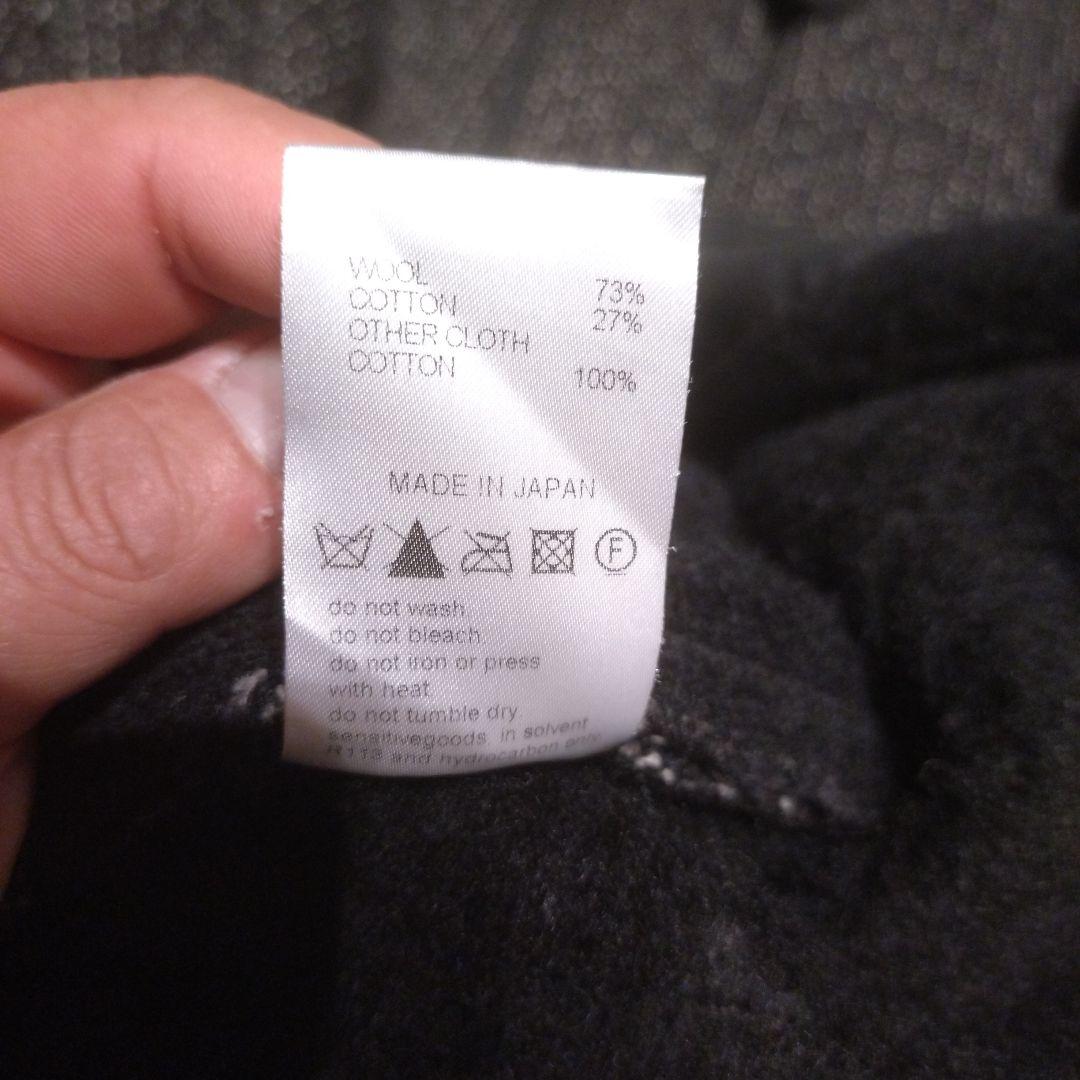 WOOL 73%
COTTON 27%
OTHER CLOTH
COTTON 100%
MADE IN JAPAN
F
do not wash
do not bleach
do not iron or press
with heat
do not tumble dry
sensitivegoods in solvent
R113 and hydrocarbon only